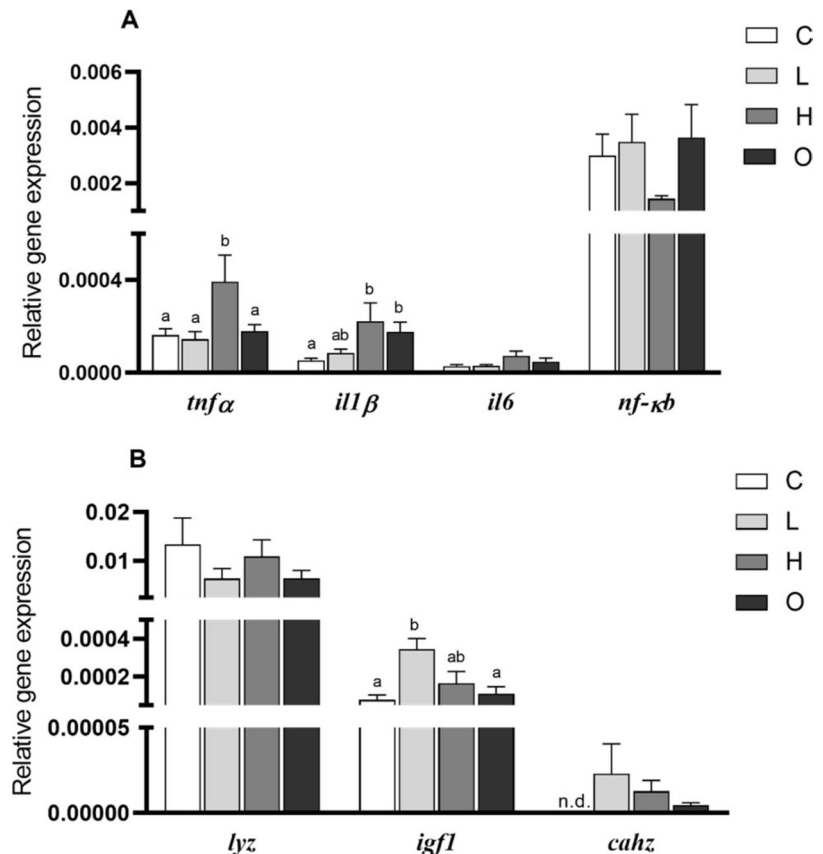 A
C
L
H
O
Relative gene expression
0.006
0.004
0.002
0.0004
0.0000
a a b a
a ab b b
tnfα il1β il6 nf-κb
B
C
L
H
O
Relative gene expression
0.02
0.01
0.0004
0.0002
0.00005
0.00000
a b ab a
n.d.
lyz igf1 cahz